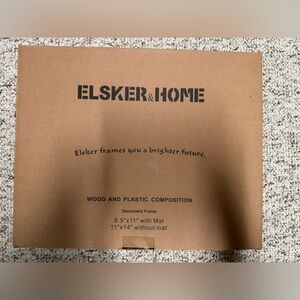 ELSKER&HOME
Elsker frames you a brighter future.
WOOD AND PLASTIC COMPOSITION
Document Frame
8.5"x11" with Mat
11"x14" without mat